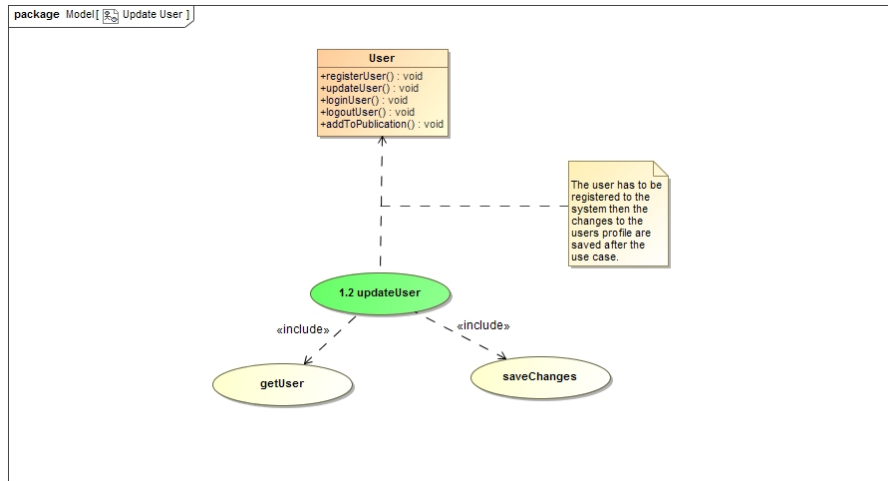 package Model[ Update User ]
User
+registerUser() : void
+updateUser() : void
+loginUser() : void
+logoutUser() : void
+addToPublication() : void
The user has to be
registered to the
system then the
changes to the
users profile are
saved after the
use case.
1.2 updateUser
«include»
«include»
getUser
saveChanges